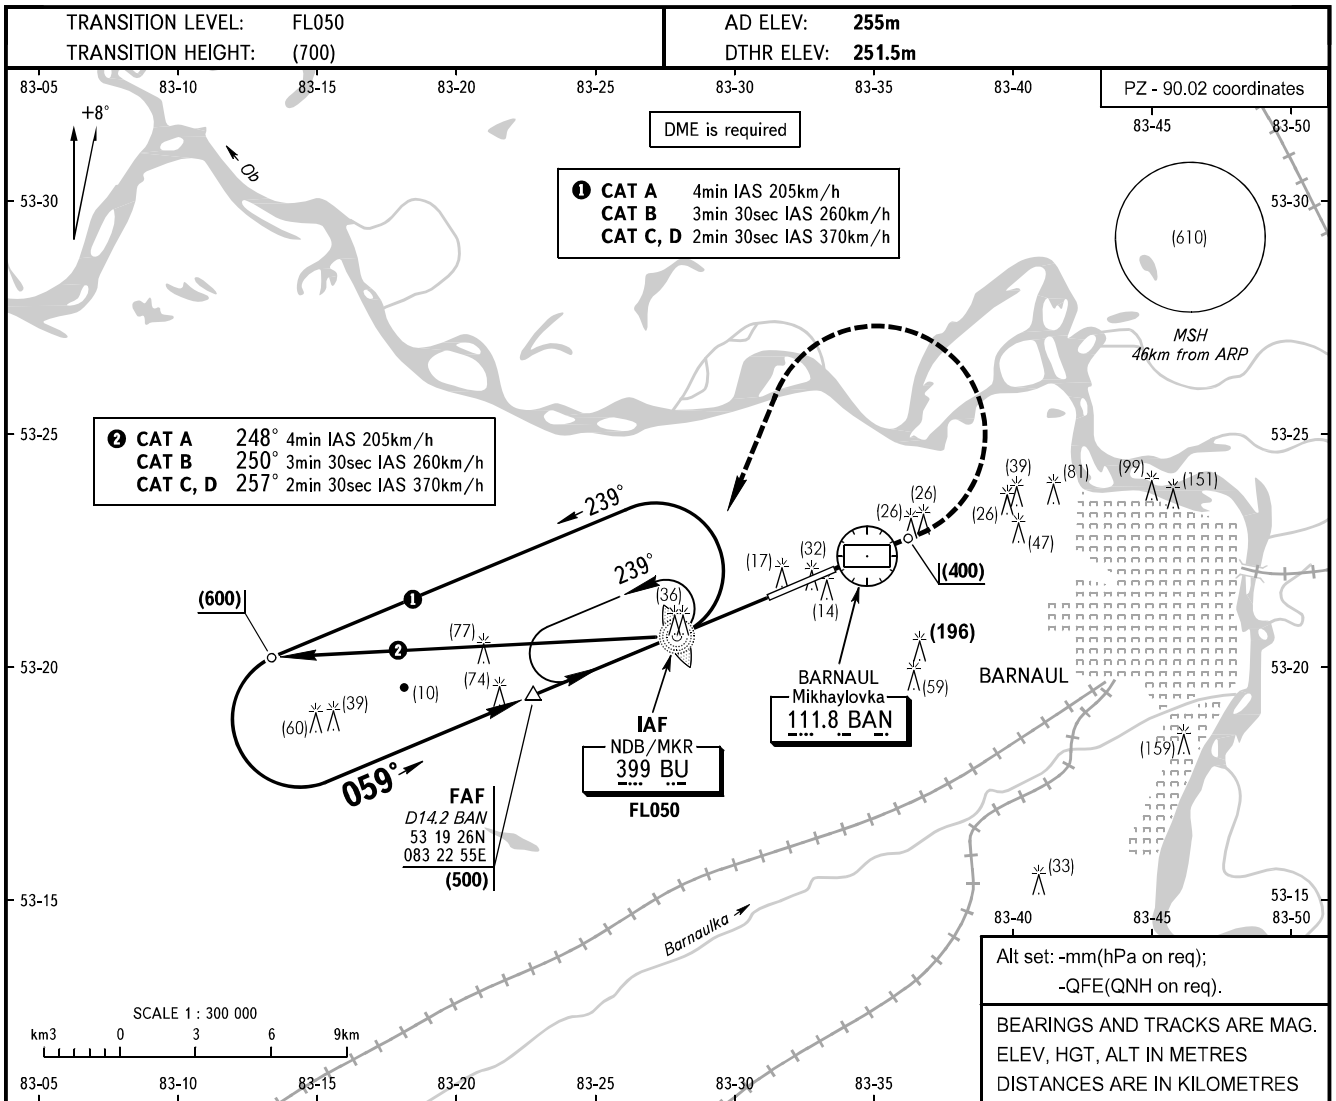 TRANSITION LEVEL: FL050
TRANSITION HEIGHT: (700)
AD ELEV: 255m
DTHR ELEV: 251.5m
83-05 83-10 83-15 83-20 83-25 83-30 83-35 83-40
PZ - 90.02 coordinates
83-45 83-50
+8°
DME is required
Ob
❶ CAT A 4min IAS 205km/h
CAT B 3min 30sec IAS 260km/h
CAT C, D 2min 30sec IAS 370km/h
53-30
53-30
(610)
MSH
46km from ARP
53-25
53-25
❷ CAT A 248° 4min IAS 205km/h
CAT B 250° 3min 30sec IAS 260km/h
CAT C, D 257° 2min 30sec IAS 370km/h
(39)
(81)
(99)
(151)
(26)
(26)
(26)
(47)
239°
239°
(17)
(32)
(14)
(400)
(36)
(600)
❶
(77)
❷
(196)
(59)
53-20
53-20
BARNAUL
(74)
(10)
(39)
(60)
BARNAUL
Mikhaylovka
111.8 BAN
IAF
NDB/MKR
399 BU
FL050
059°
FAF
D14.2 BAN
53 19 26N
083 22 55E
(500)
(159)
(33)
53-15
53-15
83-40 83-45 83-50
Barnaulka
Alt set: -mm(hPa on req);
-QFE(QNH on req).
SCALE 1 : 300 000
km3 0 3 6 9km
BEARINGS AND TRACKS ARE MAG.
ELEV, HGT, ALT IN METRES
DISTANCES ARE IN KILOMETRES
83-05 83-10 83-15 83-20 83-25 83-30 83-35